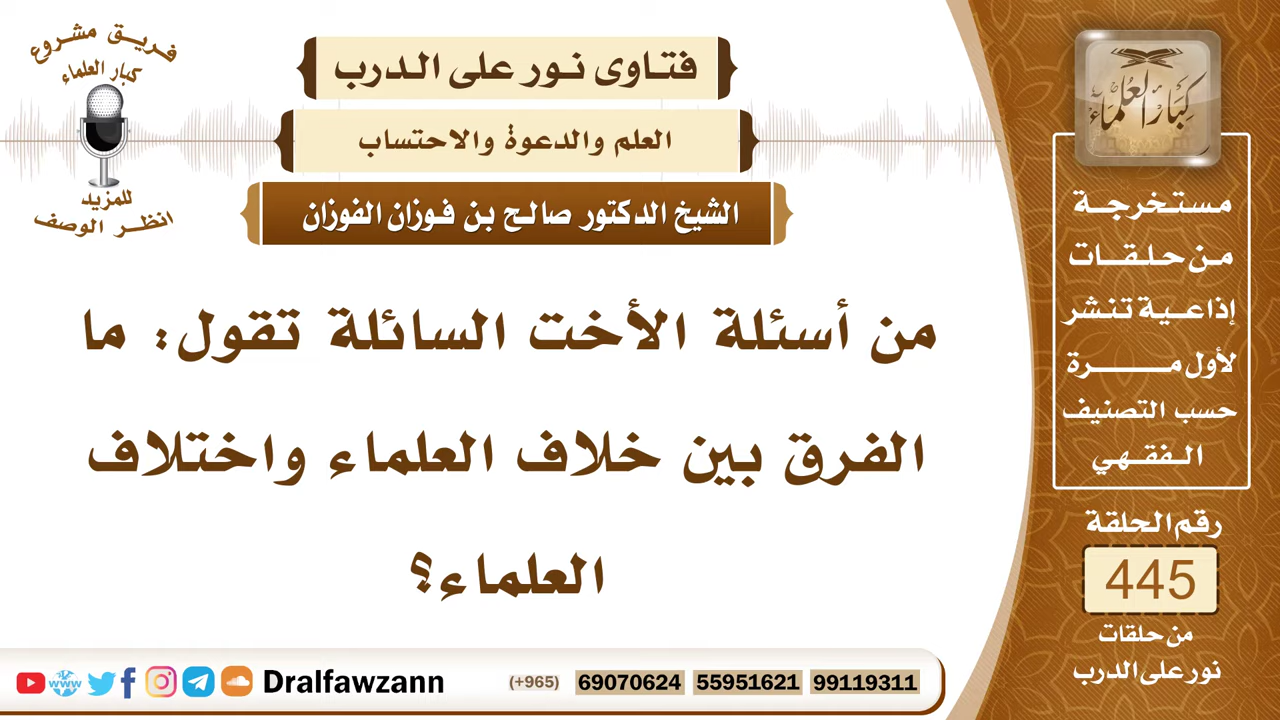 فريق مشروع
كبار العلماء
للمزيد
انظر الوصف
فتاوى نور على الدرب
العلم والدعوة والاحتساب
الشيخ الدكتور صالح بن فوزان الفوزان
من أسئلة الأخت السائلة تقول: ما
الفرق بين خلاف العلماء واختلاف
العلماء؟
كبار العلماء
مستخرجة
من حلقات
إذاعية تنشر
لأول مرة
حسب التصنيف
الفقهي
رقم الحلقة
445
من حلقات
نور على الدرب
www Dralfawzann (+965) 69070624 55951621 99119311